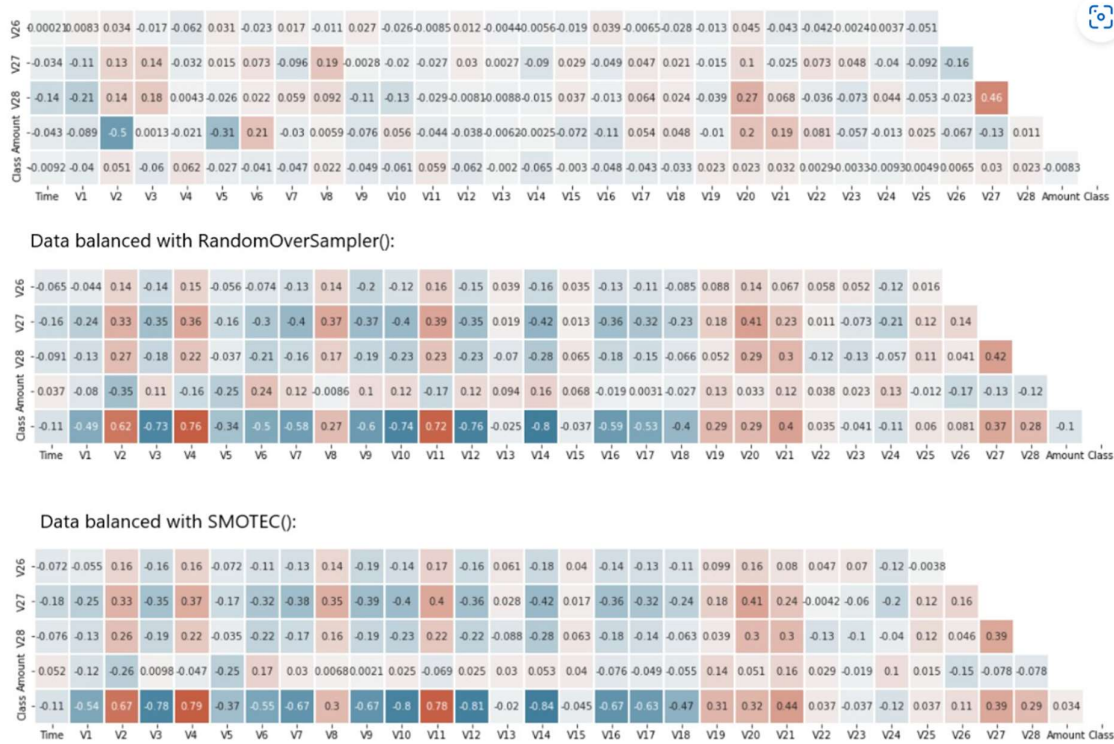 V26 -0.00021 0.0083 0.034 -0.017 -0.062 0.031 -0.023 0.017 -0.011 0.027 -0.026 -0.0085 0.012 -0.0044 0.0056 -0.019 0.039 -0.0065 -0.028 -0.013 0.045 -0.043 -0.042 -0.0024 0.0037 -0.051
V27 -0.034 -0.11 0.13 0.14 -0.032 0.015 0.073 -0.096 0.19 -0.0028 -0.02 -0.027 0.03 0.0027 -0.09 0.029 -0.049 0.047 0.021 -0.015 0.1 -0.025 0.073 0.048 -0.04 -0.092 -0.16
V28 -0.14 -0.21 0.14 0.18 0.0043 -0.026 0.022 0.059 0.092 -0.11 -0.13 -0.029 -0.0081 -0.0088 -0.015 0.037 -0.013 0.064 0.024 -0.039 0.27 0.068 -0.036 -0.073 0.044 -0.053 -0.023 0.46
Amount -0.043 -0.089 -0.5 0.0013 -0.021 -0.31 0.21 -0.03 0.0059 -0.076 0.056 -0.044 -0.038 -0.0062 0.0025 -0.072 -0.11 0.054 0.048 -0.01 0.2 0.19 0.081 -0.057 -0.013 0.025 -0.067 -0.13 0.011
Class -0.0092 -0.04 0.051 -0.06 0.062 -0.027 -0.041 -0.047 0.022 -0.049 -0.061 0.059 -0.062 -0.002 -0.065 -0.003 -0.048 -0.043 -0.033 0.023 0.023 0.032 0.0029 -0.0033 -0.0093 0.0049 0.0065 0.03 0.023 -0.0083
Time V1 V2 V3 V4 V5 V6 V7 V8 V9 V10 V11 V12 V13 V14 V15 V16 V17 V18 V19 V20 V21 V22 V23 V24 V25 V26 V27 V28 Amount Class
Data balanced with RandomOverSampler():
V26 -0.065 -0.044 0.14 -0.14 0.15 -0.056 -0.074 -0.13 0.14 -0.2 -0.12 0.16 -0.15 0.039 -0.16 0.035 -0.13 -0.11 -0.085 0.088 0.14 0.067 0.058 0.052 -0.12 0.016
V27 -0.16 -0.24 0.33 -0.35 0.36 -0.16 -0.3 -0.4 0.37 -0.37 -0.4 0.39 -0.35 0.019 -0.42 0.013 -0.36 -0.32 -0.23 0.18 0.41 0.23 0.011 -0.073 -0.21 0.12 0.14
V28 -0.091 -0.13 0.27 -0.18 0.22 -0.037 -0.21 -0.16 0.17 -0.19 -0.23 0.23 -0.23 -0.07 -0.28 0.065 -0.18 -0.15 -0.066 0.052 0.29 0.3 -0.12 -0.13 -0.057 0.11 0.041 0.42
Amount 0.037 -0.08 -0.35 0.11 -0.16 -0.25 0.24 0.12 -0.0086 0.1 0.12 -0.17 0.12 0.094 0.16 0.068 -0.019 0.0031 -0.027 0.13 0.033 0.12 0.038 0.023 0.13 -0.012 -0.17 -0.13 -0.12
Class -0.11 -0.49 0.62 -0.73 0.76 -0.34 -0.5 -0.58 0.27 -0.6 -0.74 0.72 -0.76 -0.025 -0.8 -0.037 -0.59 -0.53 -0.4 0.29 0.29 0.4 0.035 -0.041 -0.11 0.06 0.081 0.37 0.28 -0.1
Time V1 V2 V3 V4 V5 V6 V7 V8 V9 V10 V11 V12 V13 V14 V15 V16 V17 V18 V19 V20 V21 V22 V23 V24 V25 V26 V27 V28 Amount Class
Data balanced with SMOTEC():
V26 -0.072 -0.055 0.16 -0.16 0.16 -0.072 -0.11 -0.13 0.14 -0.19 -0.14 0.17 -0.16 0.061 -0.18 0.04 -0.14 -0.13 -0.11 0.099 0.16 0.08 0.047 0.07 -0.12 -0.0038
V27 -0.18 -0.25 0.33 -0.35 0.37 -0.17 -0.32 -0.38 0.35 -0.39 -0.4 0.4 -0.36 0.028 -0.42 0.017 -0.36 -0.32 -0.24 0.18 0.41 0.24 -0.0042 -0.06 -0.2 0.12 0.16
V28 -0.076 -0.13 0.26 -0.19 0.22 -0.035 -0.22 -0.17 0.16 -0.19 -0.23 0.22 -0.22 -0.088 -0.28 0.063 -0.18 -0.14 -0.063 0.039 0.3 0.3 -0.13 -0.1 -0.04 0.12 0.046 0.39
Amount 0.052 -0.12 -0.26 0.0098 -0.047 -0.25 0.17 0.03 0.0068 0.0021 0.025 -0.069 0.025 0.03 0.053 0.04 -0.076 -0.049 -0.055 0.14 0.051 0.16 0.029 -0.019 0.1 0.015 -0.15 -0.078 -0.078
Class -0.11 -0.54 0.67 -0.78 0.79 -0.37 -0.55 -0.67 0.3 -0.67 -0.8 0.78 -0.81 -0.02 -0.84 -0.045 -0.67 -0.63 -0.47 0.31 0.32 0.44 0.037 -0.037 -0.12 0.037 0.11 0.39 0.29 0.034
Time V1 V2 V3 V4 V5 V6 V7 V8 V9 V10 V11 V12 V13 V14 V15 V16 V17 V18 V19 V20 V21 V22 V23 V24 V25 V26 V27 V28 Amount Class